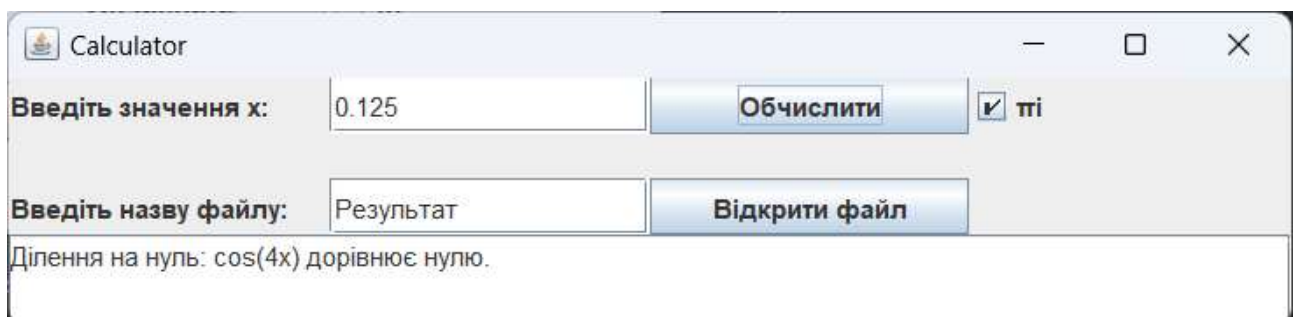 Calculator
Введіть значення x: 0.125 Обчислити πi
Введіть назву файлу: Результат Відкрити файл
Ділення на нуль: cos(4x) дорівнює нулю.